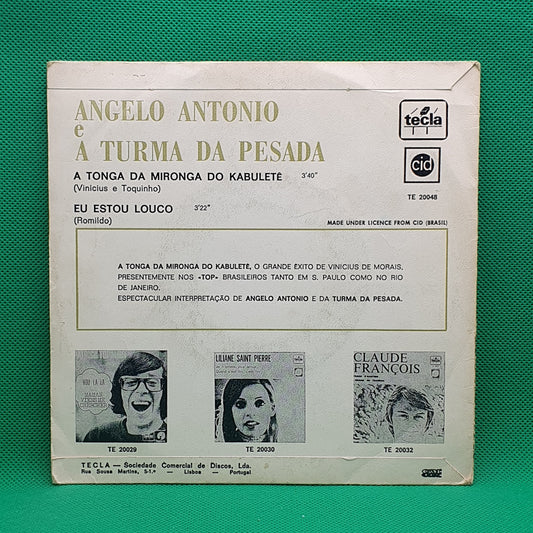 ANGELO ANTONIO
e
A TURMA DA PESADA
A TONGA DA MIRONGA DO KABULETÊ 3'40"
(Vinicius e Toquinho)
EU ESTOU LOUCO 3'22"
(Romildo)
tecla
cid
TE 20048
MADE UNDER LICENCE FROM CID (BRASIL)
A TONGA DA MIRONGA DO KABULETÊ, O GRANDE ÊXITO DE VINICIUS DE MORAIS,
PRESENTEMENTE NOS «TOP» BRASILEIROS TANTO EM S. PAULO COMO NO RIO
DE JANEIRO.
ESPECTACULAR INTERPRETAÇÃO DE ANGELO ANTONIO E DA TURMA DA PESADA.
VOU LÁ LÁ
TE 20029
LILIANE SAINT PIERRE
TE 20030
CLAUDE
FRANÇOIS
TE 20032
TECLA — Sociedade Comercial de Discos, Lda.
Rua Sousa Martins, 5-1.º — Lisboa — Portugal